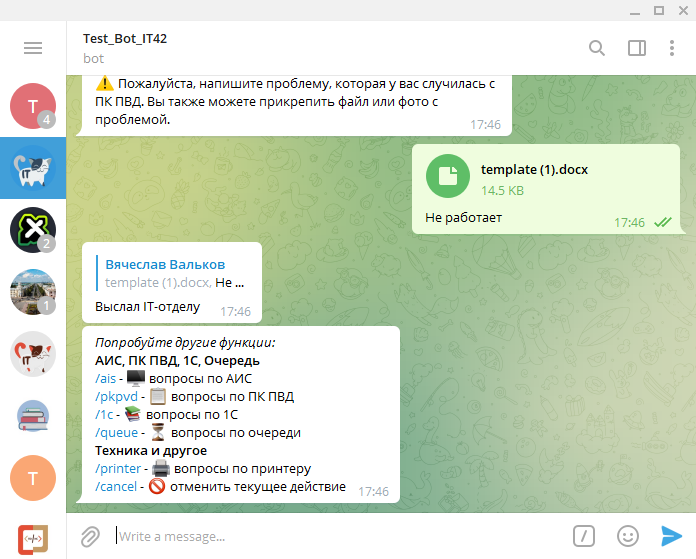 Test_Bot_IT42
bot
⚠️ Пожалуйста, напишите проблему, которая у вас случилась с
ПК ПВД. Вы также можете прикрепить файл или фото с
проблемой.
17:46
T
4
template (1).docx
14.5 KB
Не работает
17:46
2
Вячеслав Вальков
template (1).docx, Не ...
Выслал IT-отделу
17:46
1
Попробуйте другие функции:
АИС, ПК ПВД, 1С, Очередь
/ais - 🖥️ вопросы по АИС
/pkpvd - 📋 вопросы по ПК ПВД
/1c - 📚 вопросы по 1С
/queue - ⏳ вопросы по очереди
Техника и другое
/printer - 🖨️ вопросы по принтеру
/cancel - 🚫 отменить текущее действие
17:46
T
Write a message...